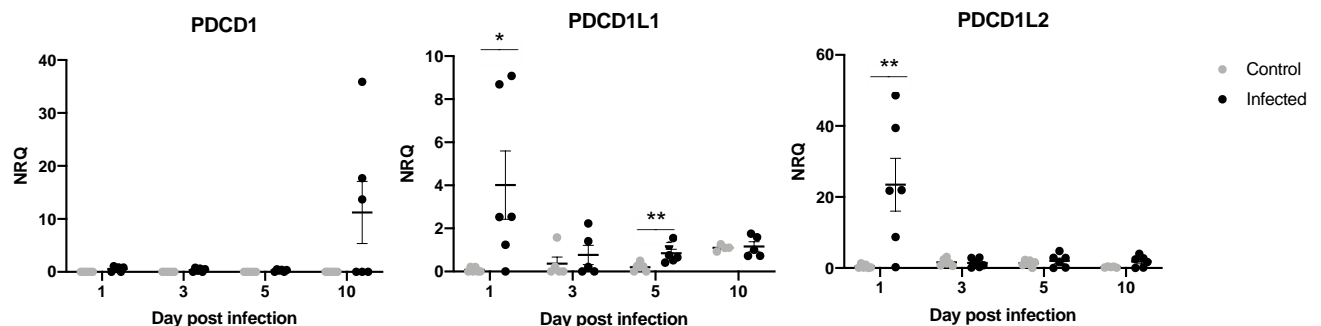 PDCD1
NRQ
40
30
20
10
0
1 3 5 10
Day post infection
PDCD1L1
NRQ
10
8
6
4
2
0
*
**
1 3 5 10
Day post infection
PDCD1L2
NRQ
60
40
20
0
**
1 3 5 10
Day post infection
Control
Infected